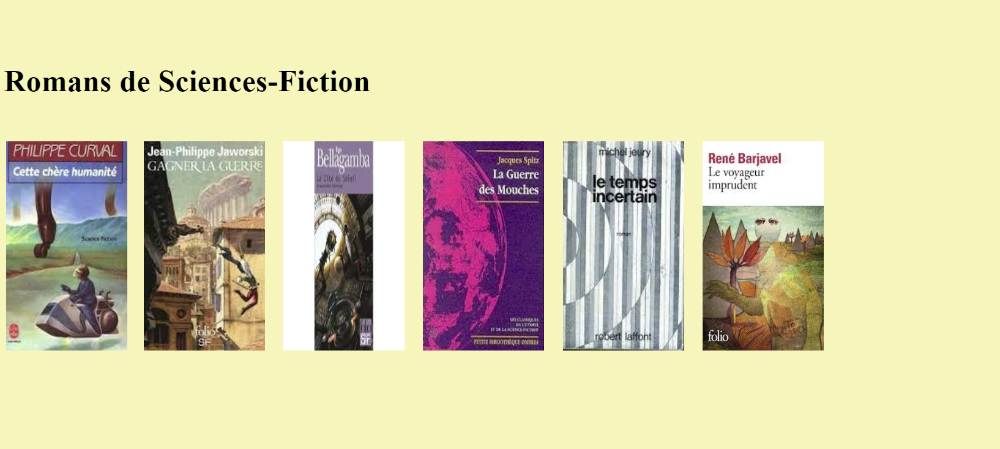 Romans de Sciences-Fiction
PHILIPPE CURVAL
Cette chère humanité
Science Fiction
Jean-Philippe Jaworski
GAGNER LA GUERRE
folio
SF
Ugo
Bellagamba
La Cité du Soleil
SF
Jacques Spitz
La Guerre
des Mouches
LES CLASSIQUES
DE L'UTOPIE
ET DE LA SCIENCE-FICTION
PETITE BIBLIOTHÈQUE OMBRES
michel jeury
le temps
incertain
roman
robert laffont
René Barjavel
Le voyageur
imprudent
folio